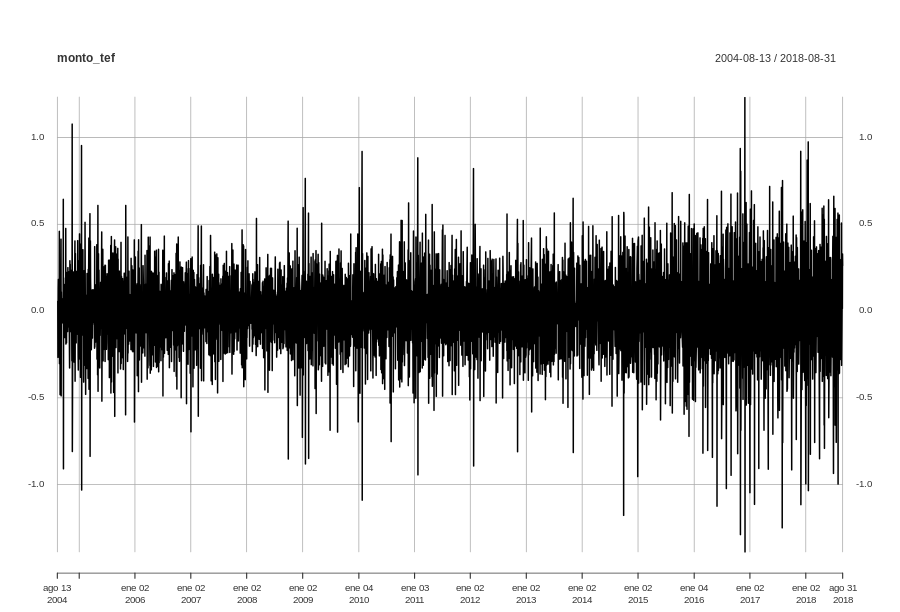 monto_tef 2004-08-13 / 2018-08-31
1.0 1.0
0.5 0.5
0.0 0.0
-0.5 -0.5
-1.0 -1.0
ago 13 ene 02 ene 02 ene 02 ene 02 ene 04 ene 03 ene 02 ene 02 ene 02 ene 02 ene 04 ene 02 ene 02 ago 31
2004 2006 2007 2008 2009 2010 2011 2012 2013 2014 2015 2016 2017 2018 2018